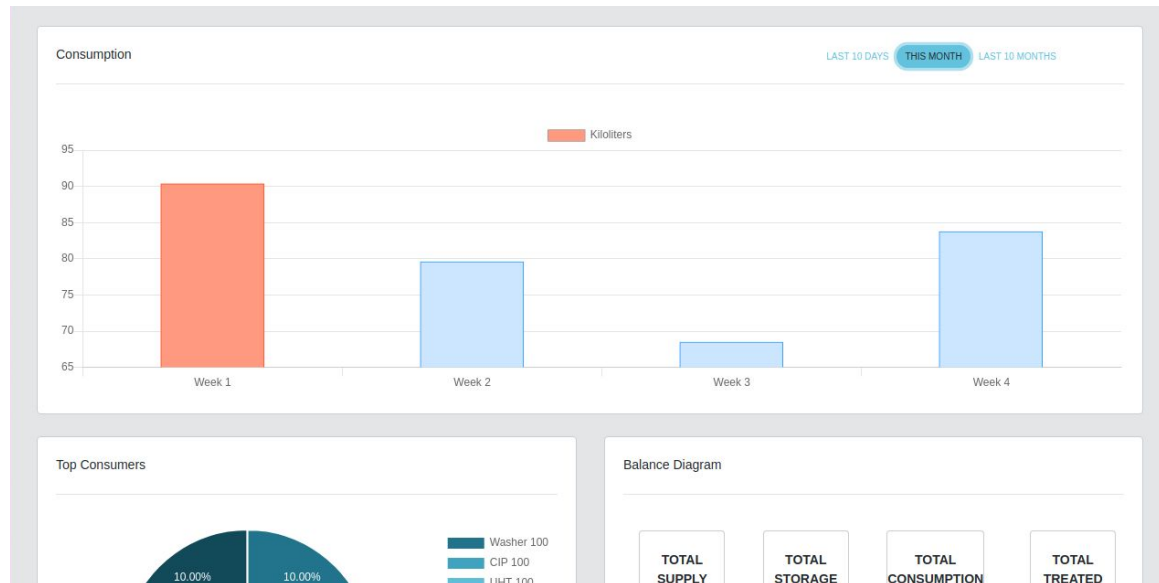 Consumption
LAST 10 DAYS THIS MONTH LAST 10 MONTHS
Kiloliters
95
90
85
80
75
70
65
Week 1 Week 2 Week 3 Week 4
Top Consumers
Balance Diagram
Washer 100
CIP 100
UHT 100
10.00% 10.00%
TOTAL SUPPLY
TOTAL STORAGE
TOTAL CONSUMPTION
TOTAL TREATED